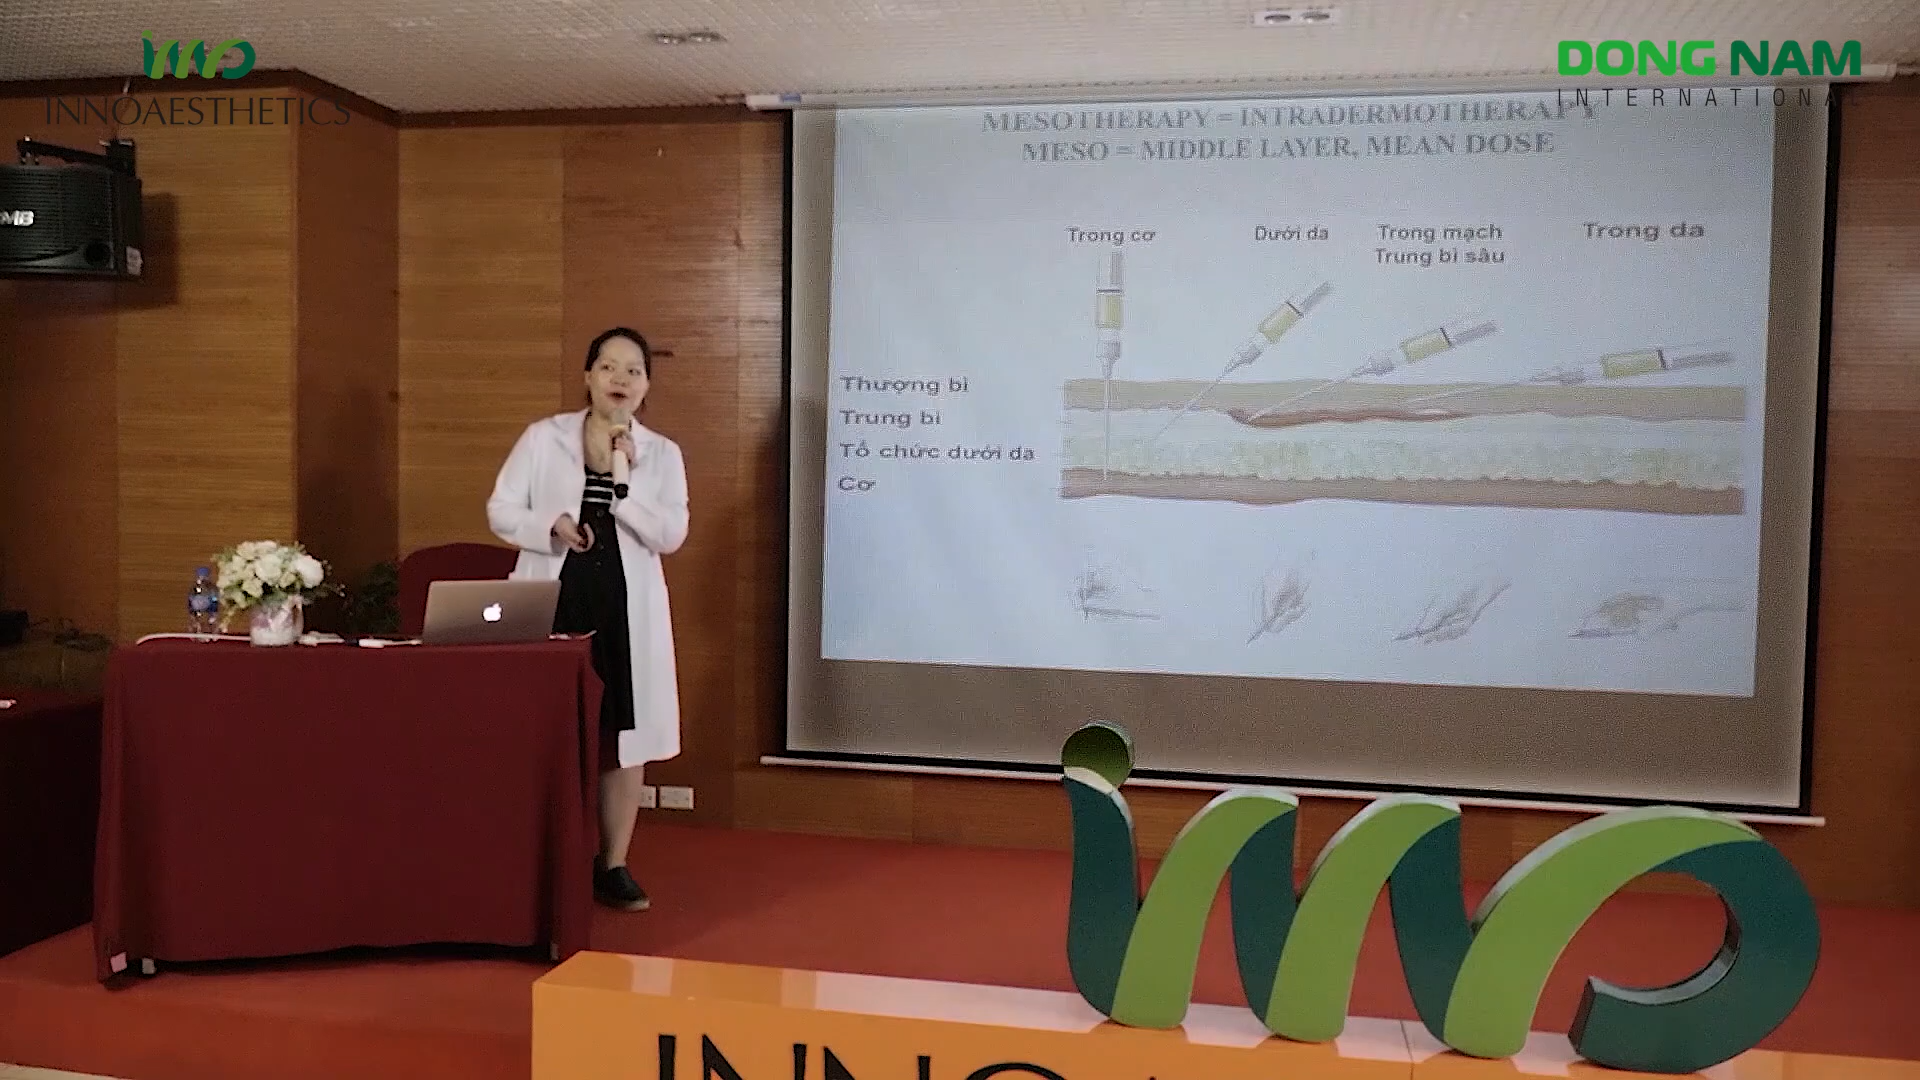 INNOAESTHETICS
DONG NAM
INTERNATIONAL
MESOTHERAPY = INTRADERMOTHERAPY
MESO = MIDDLE LAYER, MEAN DOSE
Trong cơ
Dưới da
Trong mạch
Trung bì sâu
Trong da
Thượng bì
Trung bì
Tổ chức dưới da
Cơ